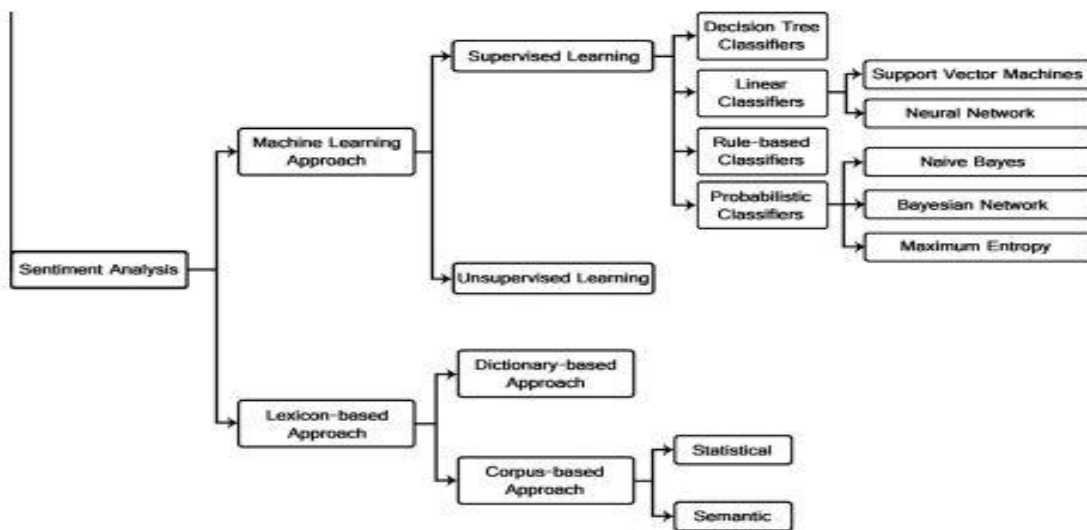 Decision Tree
Classifiers
Supervised Learning
Linear
Classifiers
Support Vector Machines
Neural Network
Machine Learning
Approach
Rule-based
Classifiers
Naive Bayes
Probabilistic
Classifiers
Bayesian Network
Maximum Entropy
Sentiment Analysis
Unsupervised Learning
Dictionary-based
Approach
Lexicon-based
Approach
Statistical
Corpus-based
Approach
Semantic